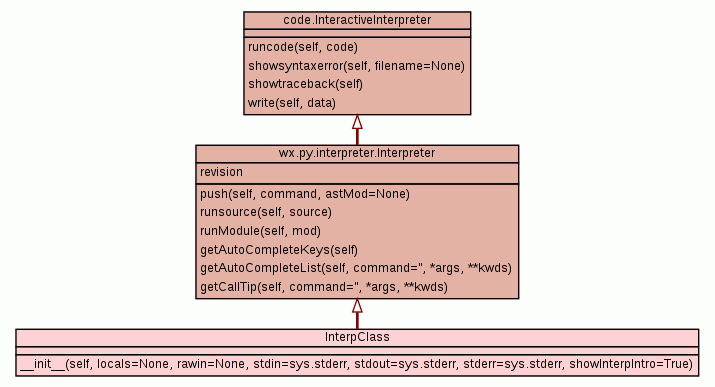 code.InteractiveInterpreter
runcode(self, code)
showsyntaxerror(self, filename=None)
showtraceback(self)
write(self, data)
wx.py.interpreter.Interpreter
revision
push(self, command, astMod=None)
runsource(self, source)
runModule(self, mod)
getAutoCompleteKeys(self)
getAutoCompleteList(self, command='', *args, **kwds)
getCallTip(self, command='', *args, **kwds)
InterpClass
__init__(self, locals=None, rawin=None, stdin=sys.stderr, stdout=sys.stderr, stderr=sys.stderr, showInterpIntro=True)